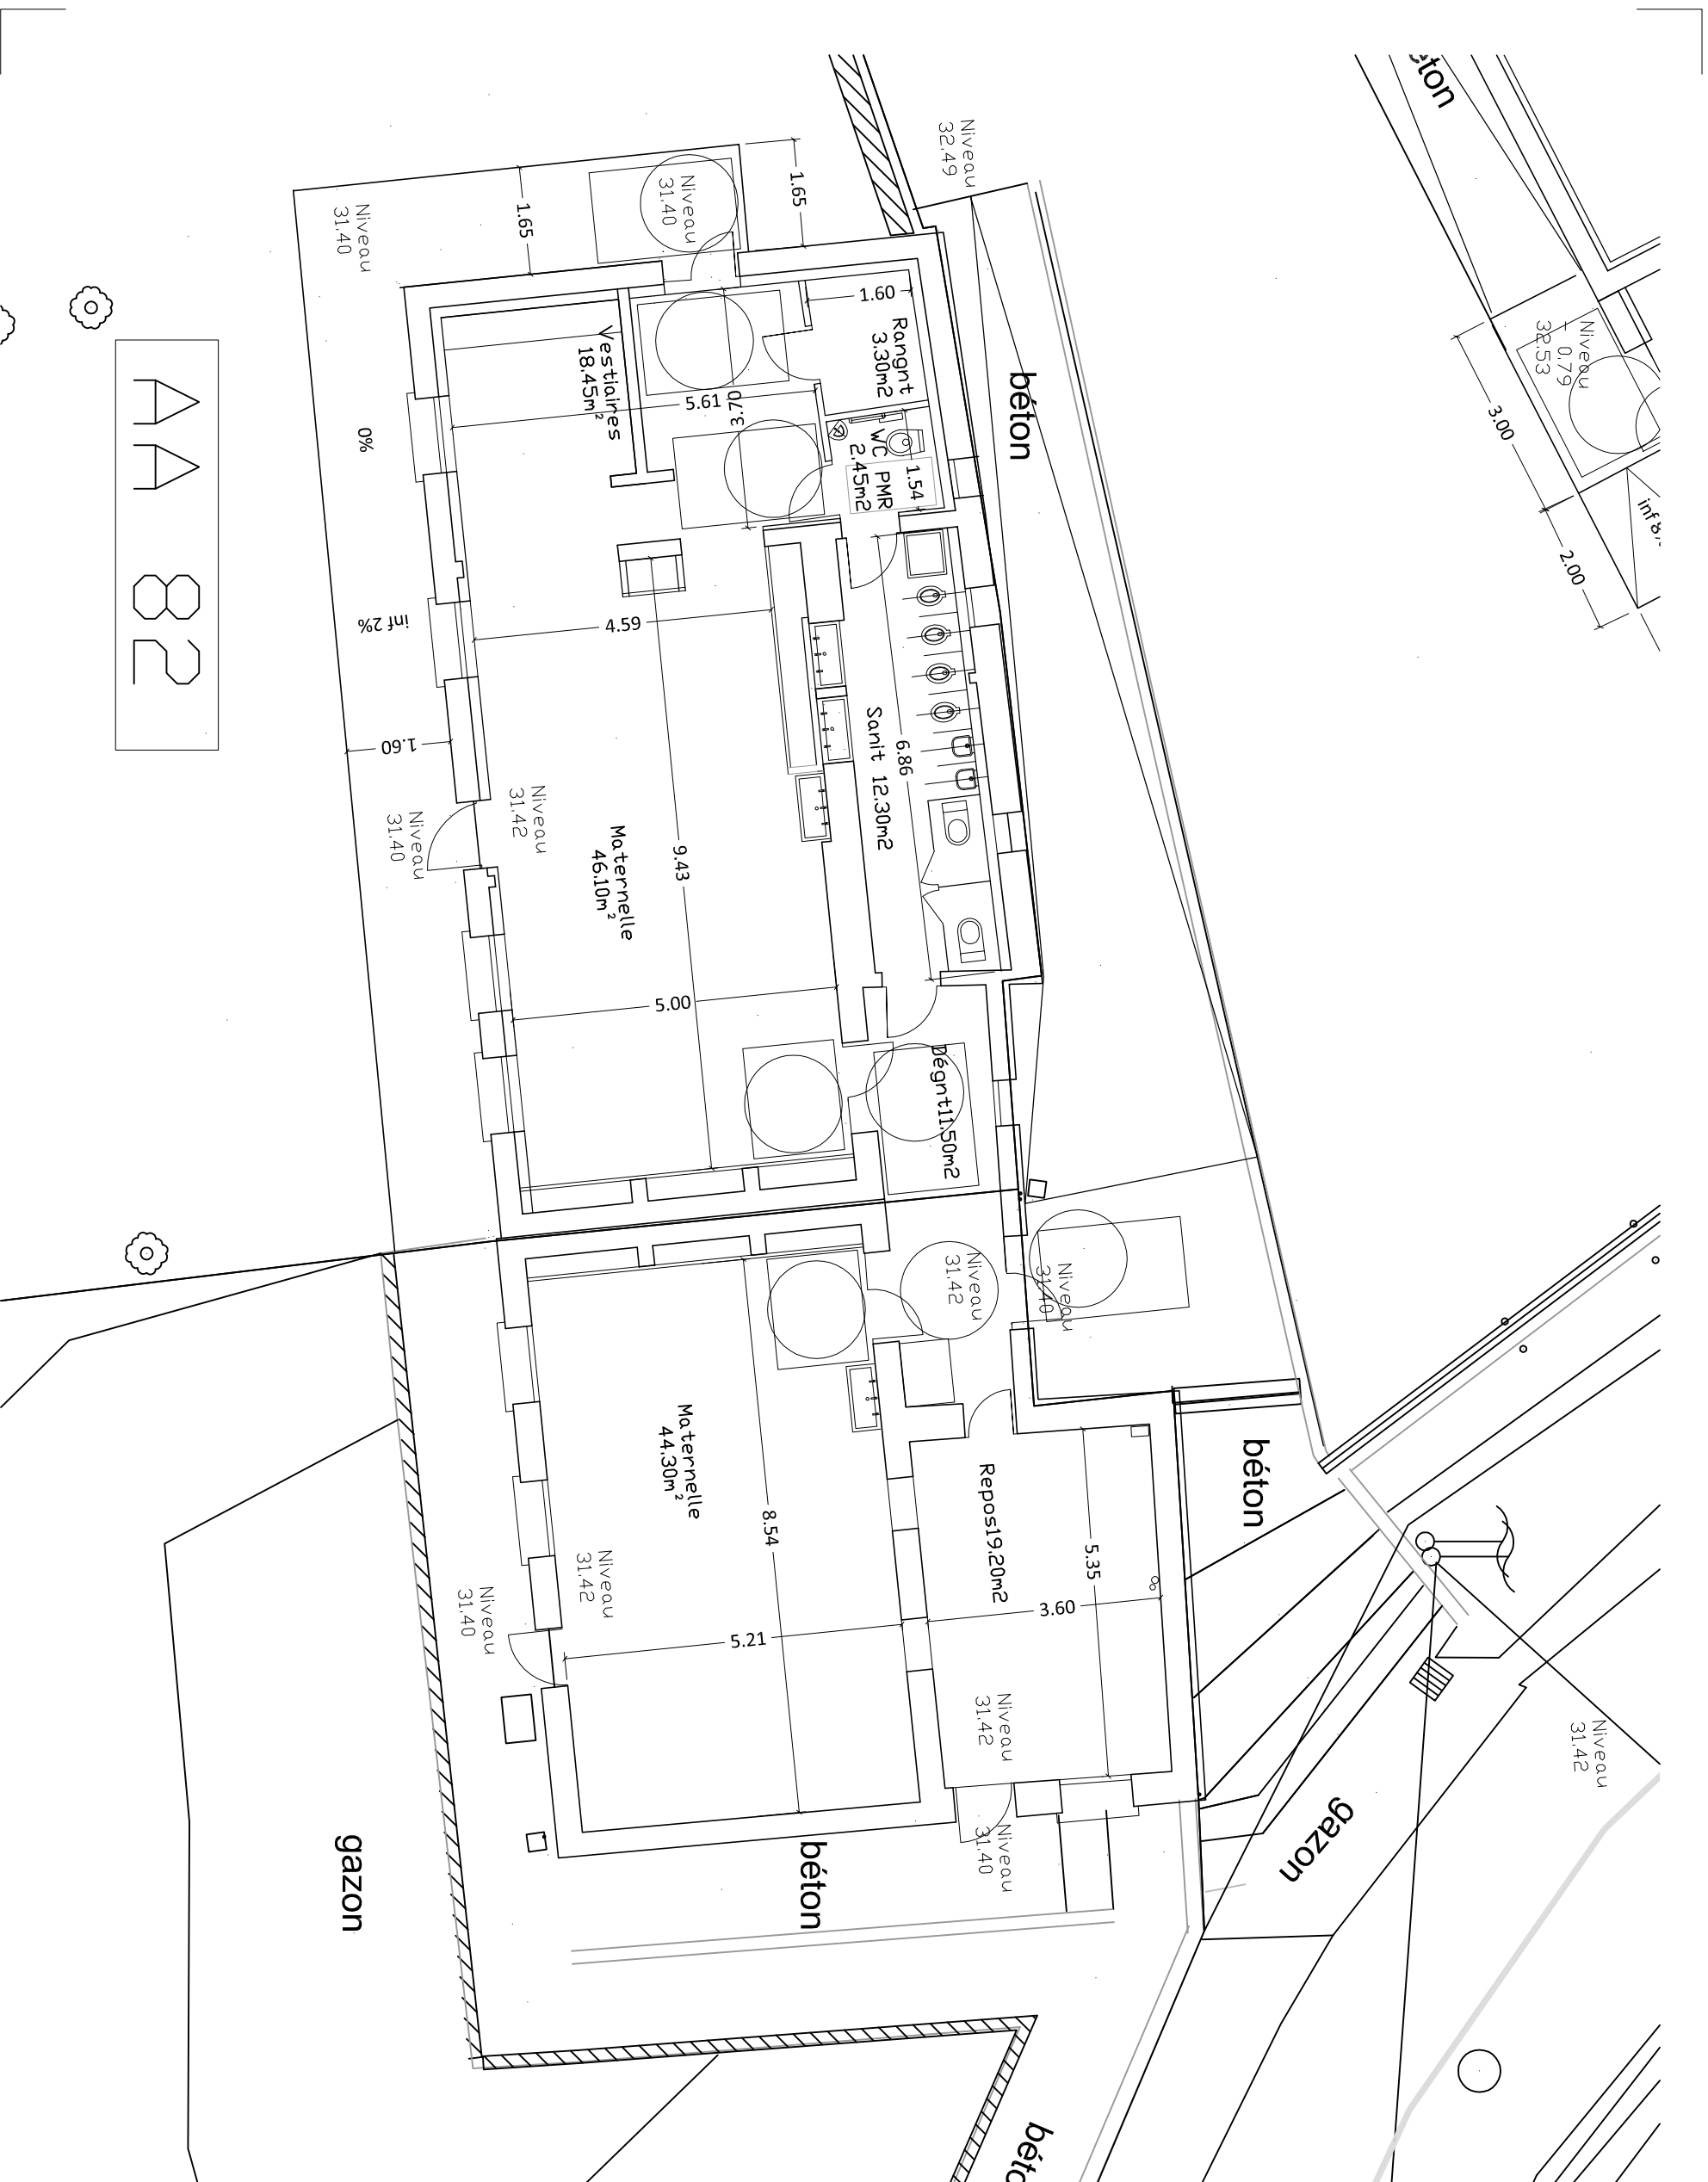 béton
Niveau
32.49
1.65
1.65
Niveau
31.40
Niveau
31.40
1.60
Rangnt
3.30m2
Niveau
+ 0.79
32.53
3.00
2.00
AA 82
0%
Vestiaires
18.45m²
5.61
3.70
WC PMR
2.45m2
1.54
béton
inf 2%
4.59
1.60
Sanit 12.30m2
6.86
Niveau
31.42
Niveau
31.40
Maternelle
46.10m²
9.43
5.00
Dégnt11.50m2
Niveau
31.42
Niveau
31.40
Maternelle
44.30m²
8.54
Repos19.20m2
5.35
3.60
5.21
béton
Niveau
31.42
Niveau
31.40
Niveau
31.42
Niveau
31.40
Niveau
31.42
gazon
béton
gazon